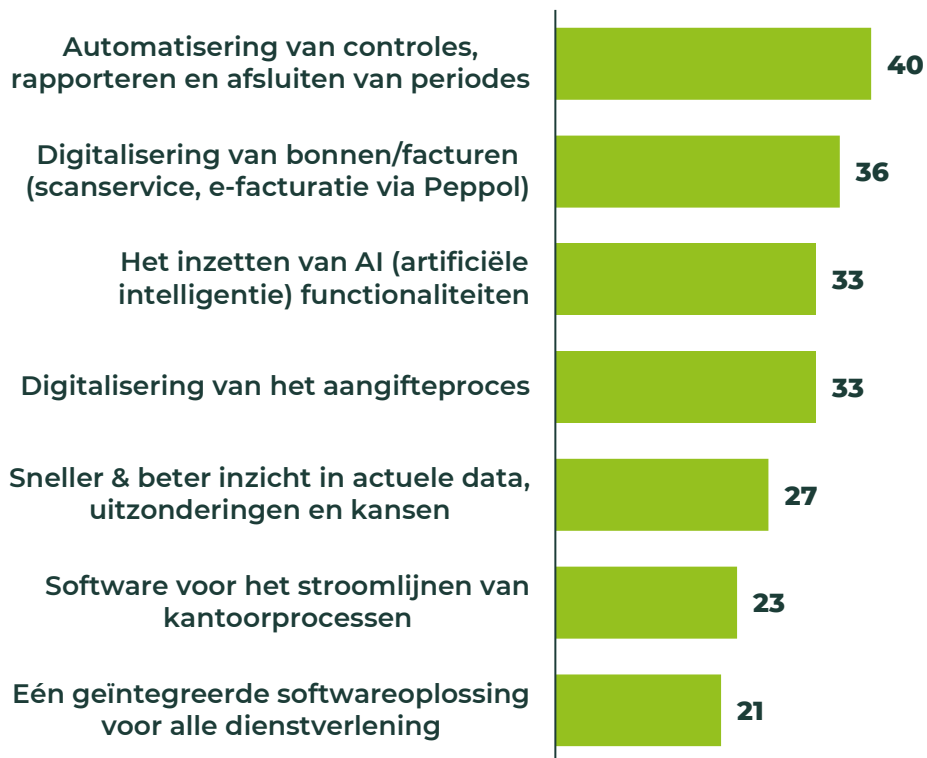 Automatisering van controles,
rapporteren en afsluiten van periodes
40
Digitalisering van bonnen/facturen
(scanservice, e-facturatie via Peppol)
36
Het inzetten van AI (artificiële
intelligentie) functionaliteiten
33
Digitalisering van het aangifteproces
33
Sneller & beter inzicht in actuele data,
uitzonderingen en kansen
27
Software voor het stroomlijnen van
kantoorprocessen
23
Eén geïntegreerde softwareoplossing
voor alle dienstverlening
21